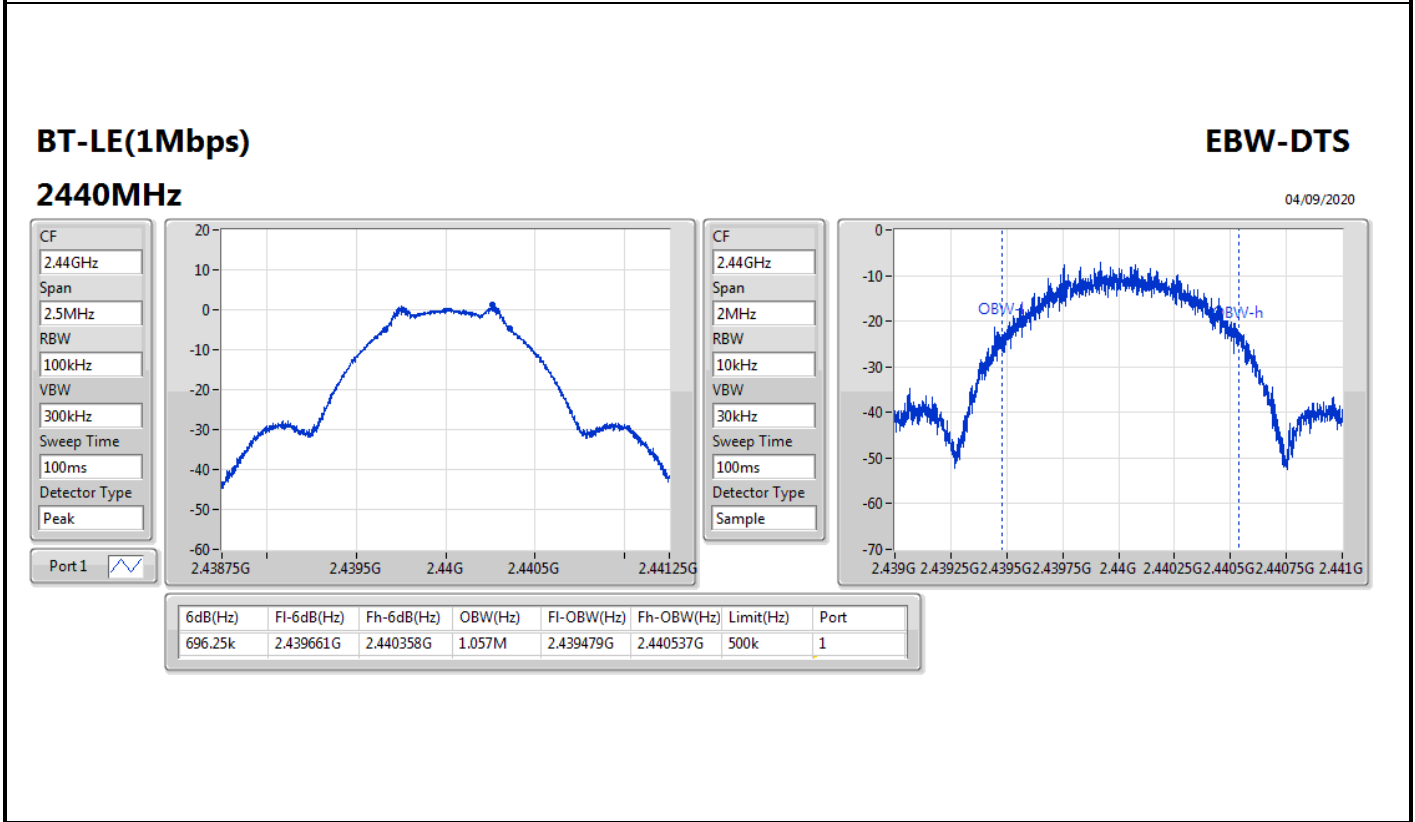 BT-LE(1Mbps)
EBW-DTS
2440MHz
04/09/2020
CF
2.44GHz
Span
2.5MHz
RBW
100kHz
VBW
300kHz
Sweep Time
100ms
Detector Type
Peak
Port 1
20
10
0
-10
-20
-30
-40
-50
-60
2.43875G 2.4395G 2.44G 2.4405G 2.44125G
CF
2.44GHz
Span
2MHz
RBW
10kHz
VBW
30kHz
Sweep Time
100ms
Detector Type
Sample
0
-10
-20
-30
-40
-50
-60
-70
OBW-h
2.439G 2.43925G 2.4395G 2.43975G 2.44G 2.44025G 2.4405G 2.44075G 2.441G
6dB(Hz) Fl-6dB(Hz) Fh-6dB(Hz) OBW(Hz) Fl-OBW(Hz) Fh-OBW(Hz) Limit(Hz) Port
696.25k 2.439661G 2.440358G 1.057M 2.439479G 2.440537G 500k 1